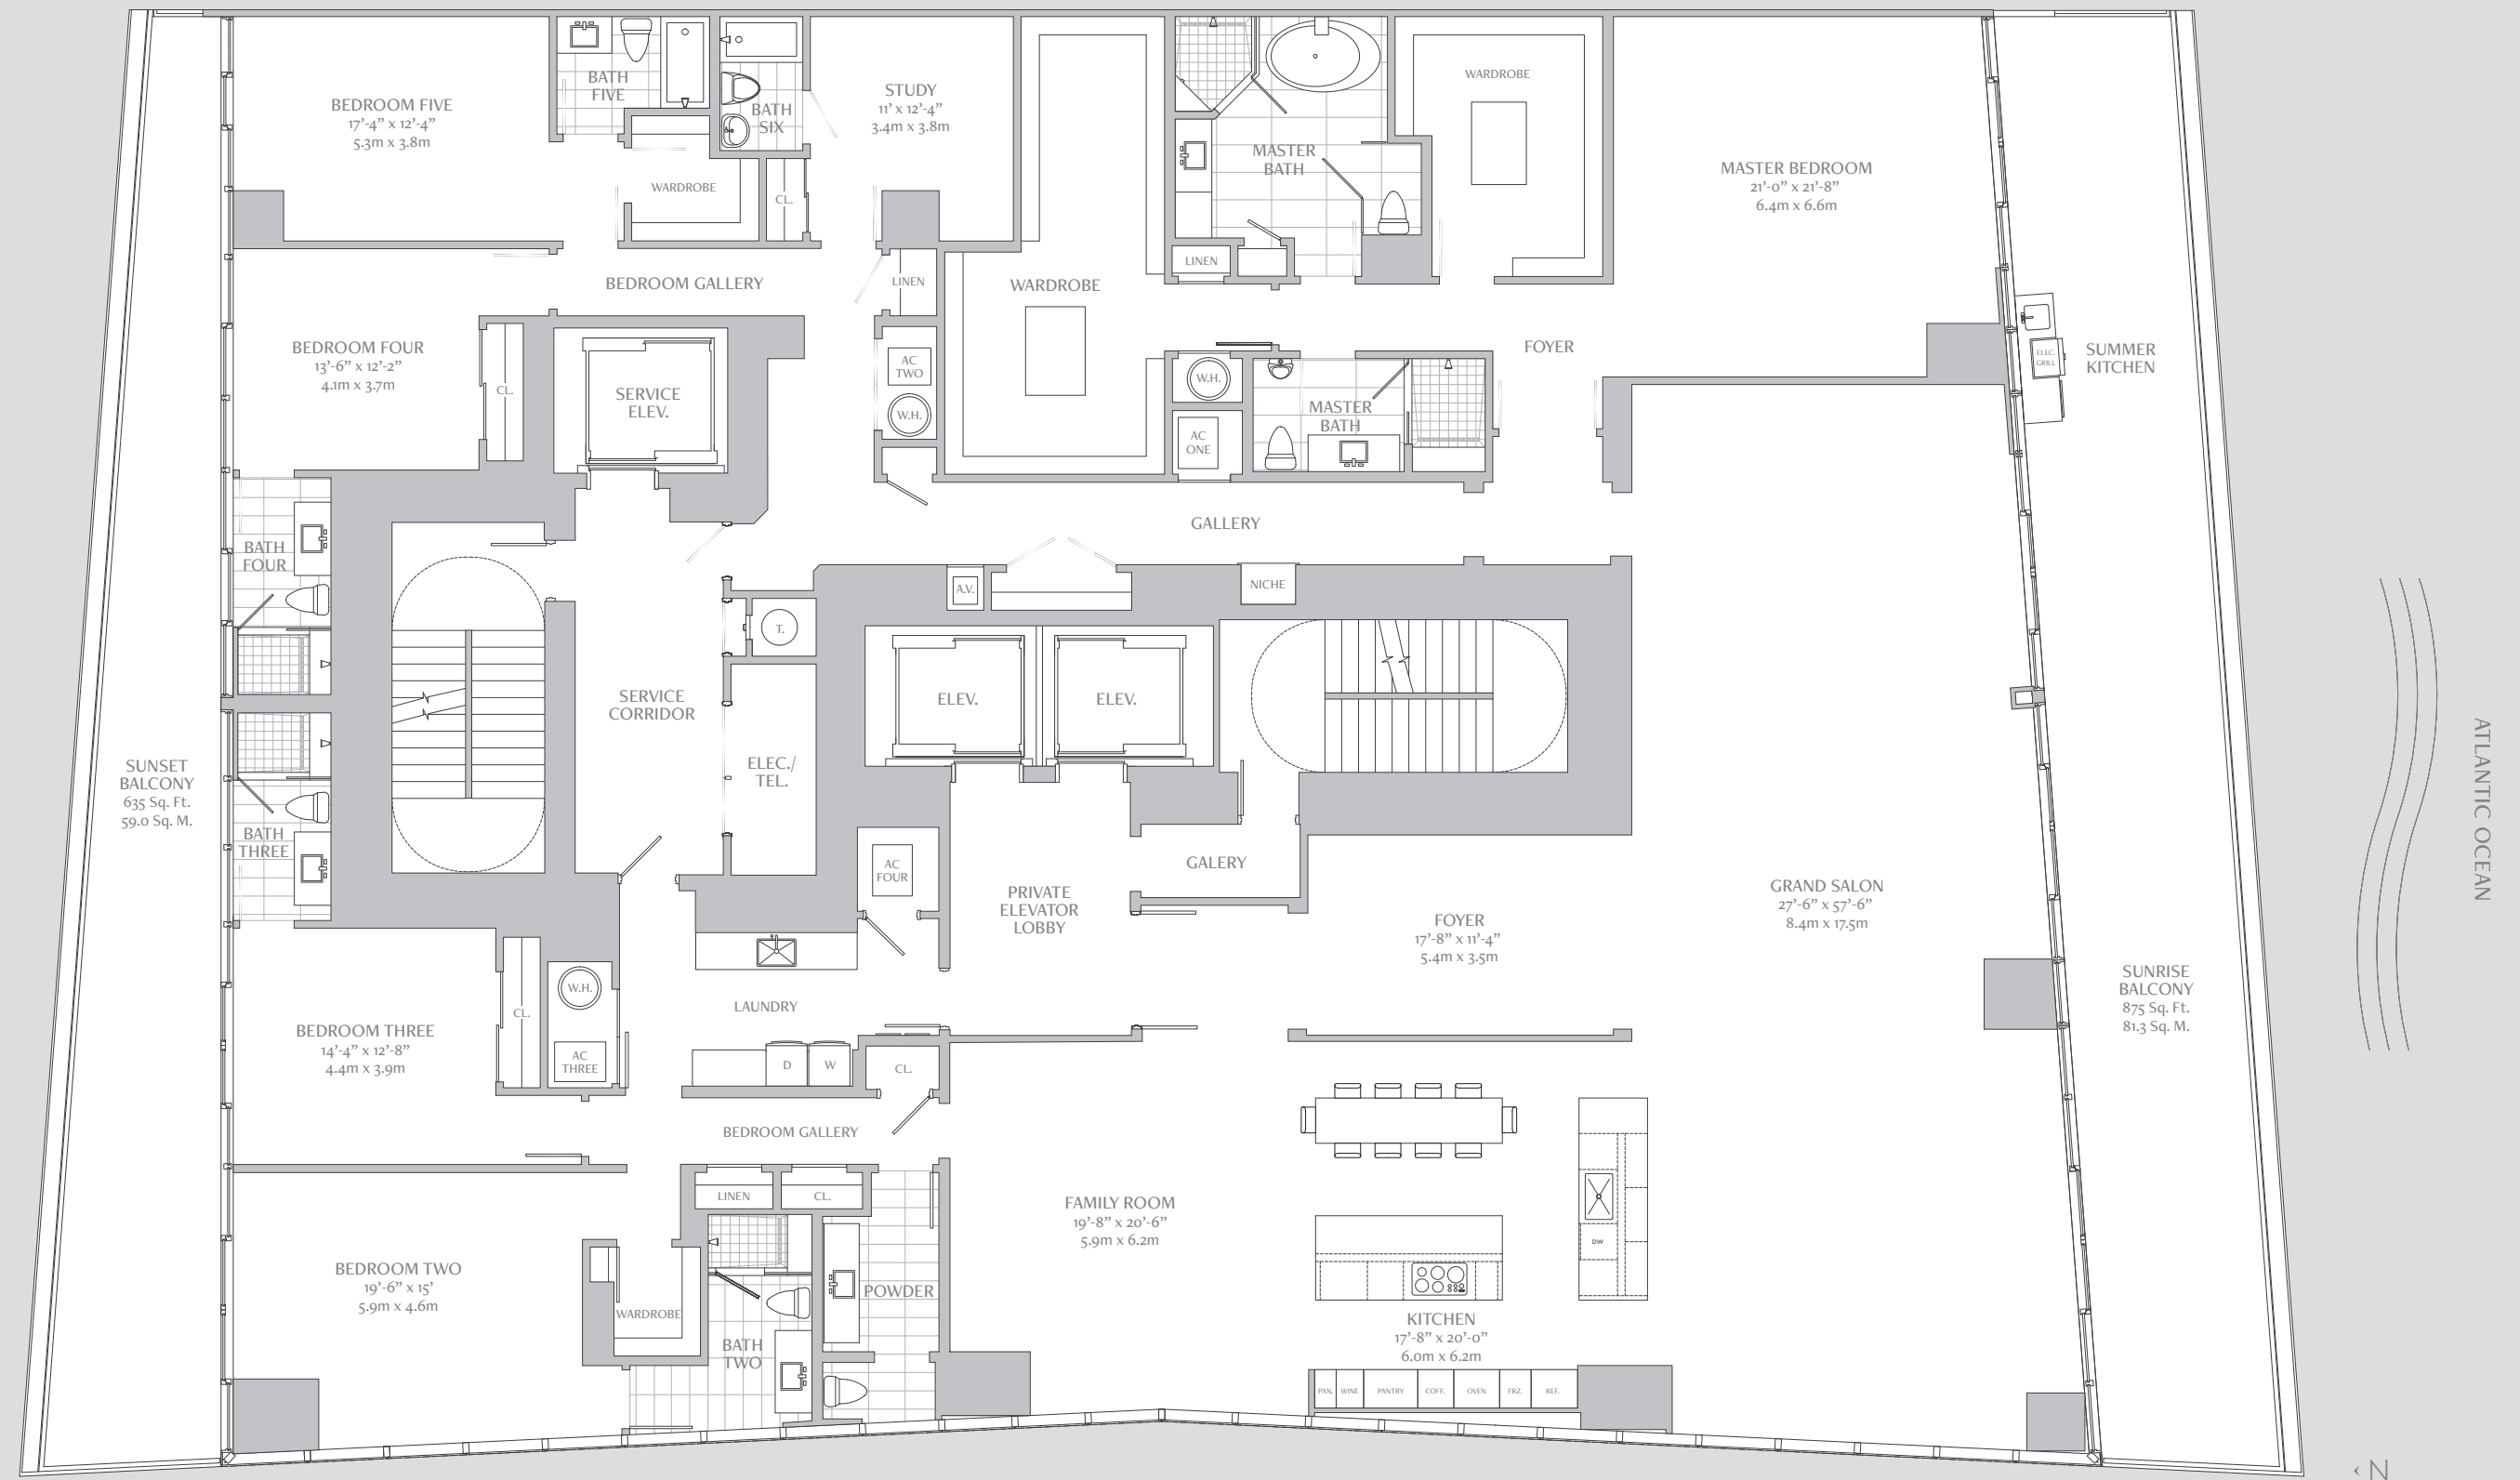 BEDROOM FIVE
17'-4" x 12'-4"
5.3m x 3.8m
BATH
FIVE
BATH
SIX
STUDY
11' x 12'-4"
3.4m x 3.8m
WARDROBE
CL.
MASTER
BATH
WARDROBE
MASTER BEDROOM
21'-0" x 21'-8"
6.4m x 6.6m
LINEN
BEDROOM GALLERY
LINEN
WARDROBE
BEDROOM FOUR
13'-6" x 12'-2"
4.1m x 3.7m
CL.
SERVICE
ELEV.
AC
TWO
W.H.
W.H.
AC
ONE
MASTER
BATH
FOYER
ELEC.
GRILL
SUMMER
KITCHEN
GALLERY
BATH
FOUR
A.V.
NICHE
T.
SERVICE
CORRIDOR
ELEV.
ELEV.
ELEC./
TEL.
SUNSET
BALCONY
635 Sq. Ft.
59.0 Sq. M.
BATH
THREE
AC
FOUR
GALERY
PRIVATE
ELEVATOR
LOBBY
FOYER
17'-8" x 11'-4"
5.4m x 3.5m
GRAND SALON
27'-6" x 57'-6"
8.4m x 17.5m
ATLANTIC OCEAN
SUNRISE
BALCONY
875 Sq. Ft.
81.3 Sq. M.
BEDROOM THREE
14'-4" x 12'-8"
4.4m x 3.9m
CL.
W.H.
AC
THREE
LAUNDRY
D
W
CL.
BEDROOM GALLERY
LINEN
CL.
FAMILY ROOM
19'-8" x 20'-6"
5.9m x 6.2m
DW
BEDROOM TWO
19'-6" x 15'
5.9m x 4.6m
WARDROBE
BATH
TWO
POWDER
KITCHEN
17'-8" x 20'-0"
6.0m x 6.2m
PAN.
WINE
PANTRY
COFF.
OVEN
FRZ.
REF.
‹N